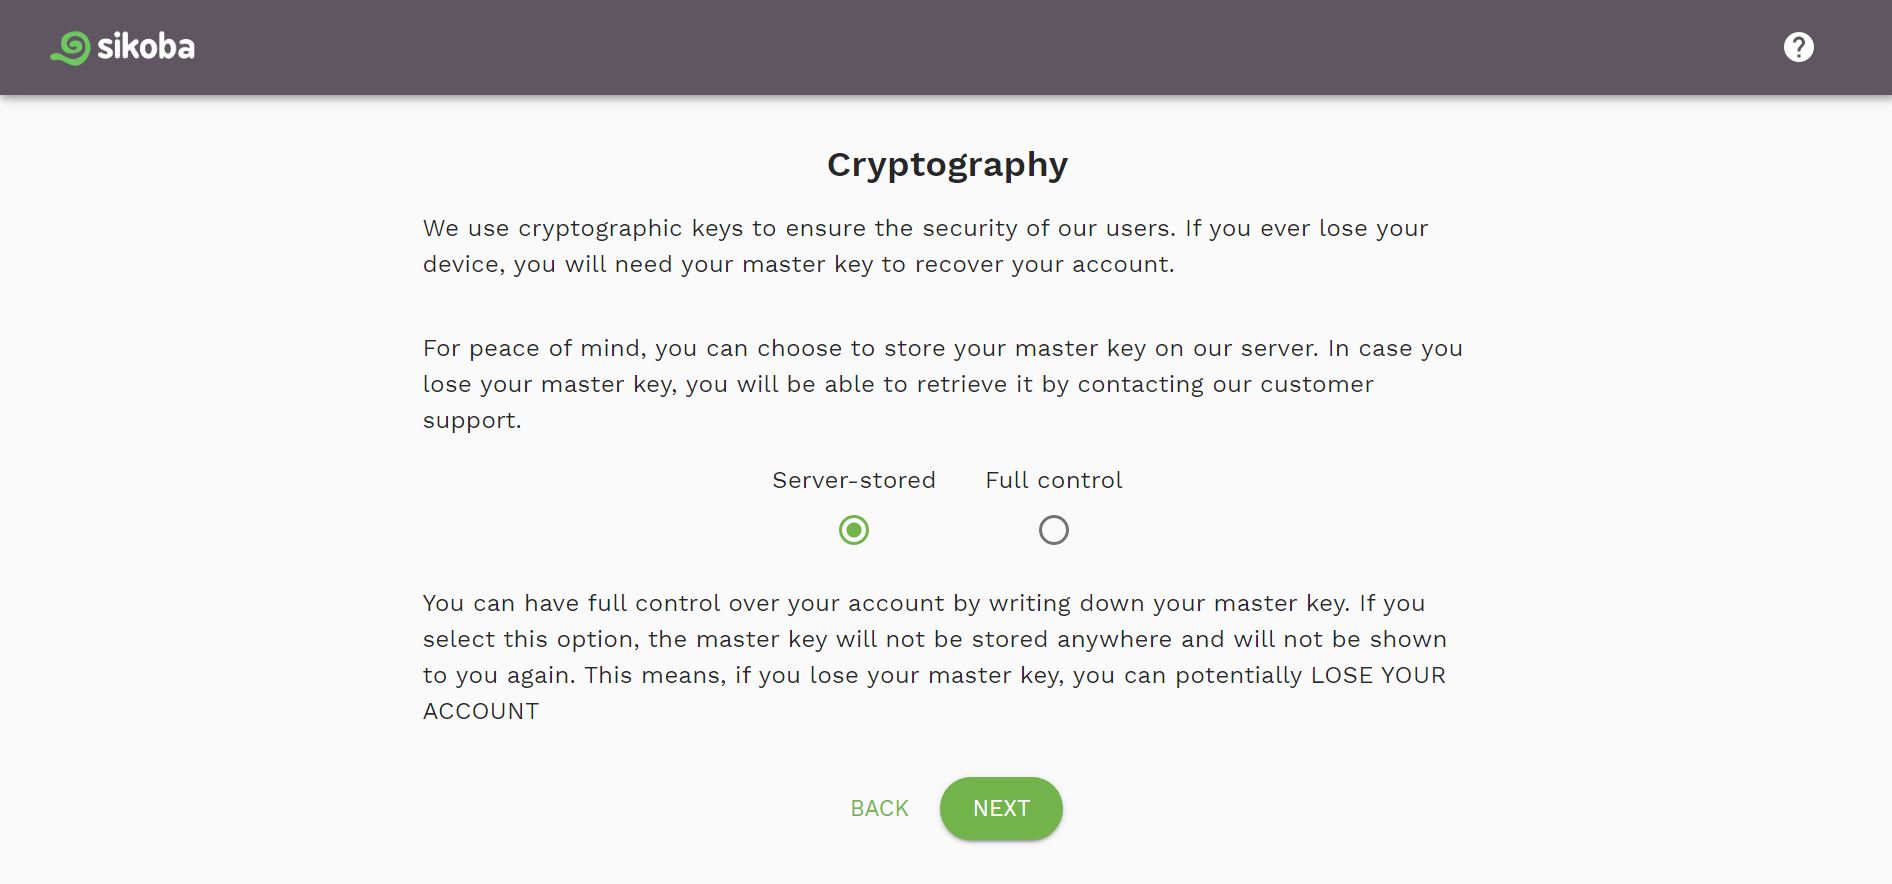 sikoba
?
Cryptography
We use cryptographic keys to ensure the security of our users. If you ever lose your
device, you will need your master key to recover your account.
For peace of mind, you can choose to store your master key on our server. In case you
lose your master key, you will be able to retrieve it by contacting our customer
support.
Server-stored Full control
You can have full control over your account by writing down your master key. If you
select this option, the master key will not be stored anywhere and will not be shown
to you again. This means, if you lose your master key, you can potentially LOSE YOUR
ACCOUNT
BACK NEXT